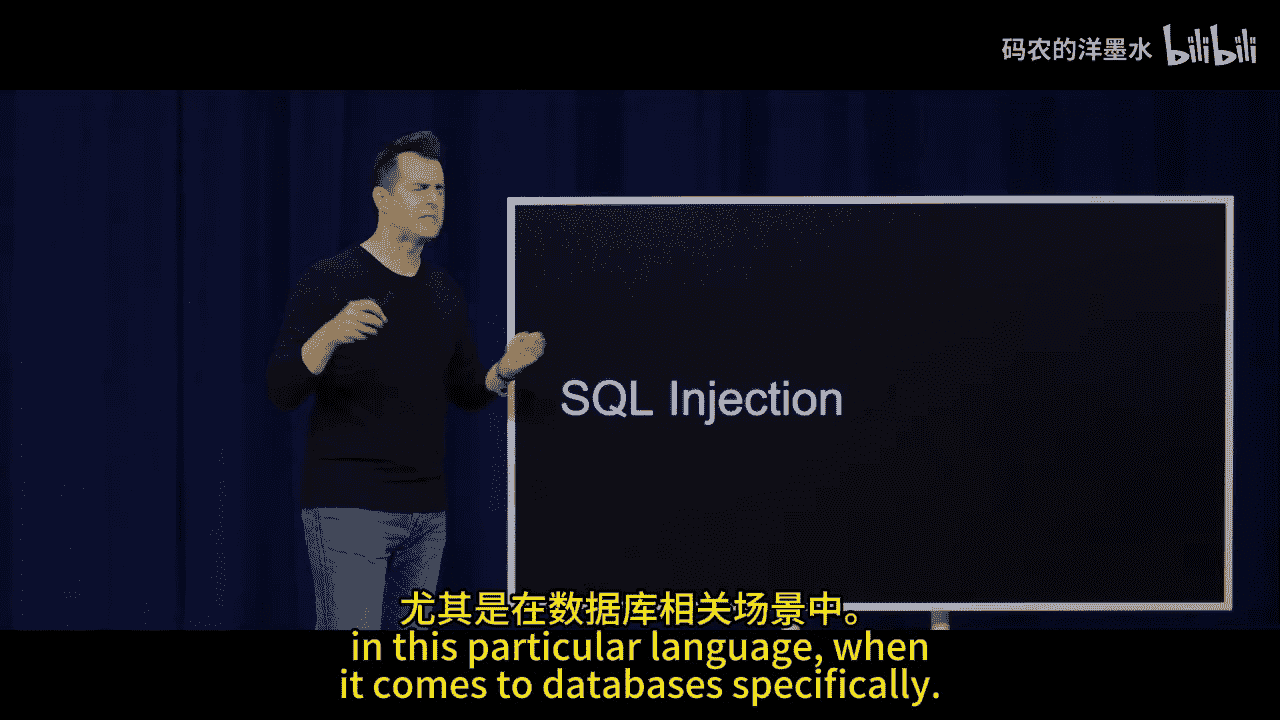 码农的洋墨水 bilibili
SQL Injection
尤其是在数据库相关场景中。
in this particular language, when
it comes to databases specifically.